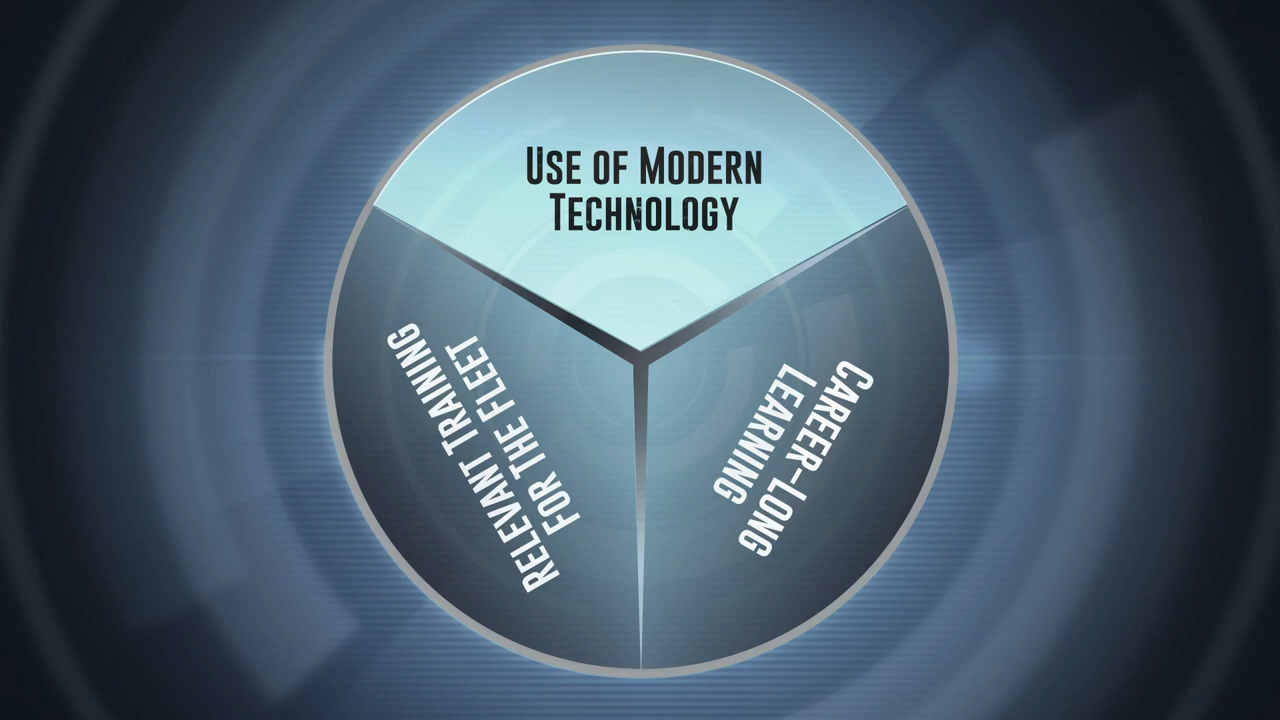 Use of Modern
Technology
Career-Long
Learning
Relevant Training
for the Fleet